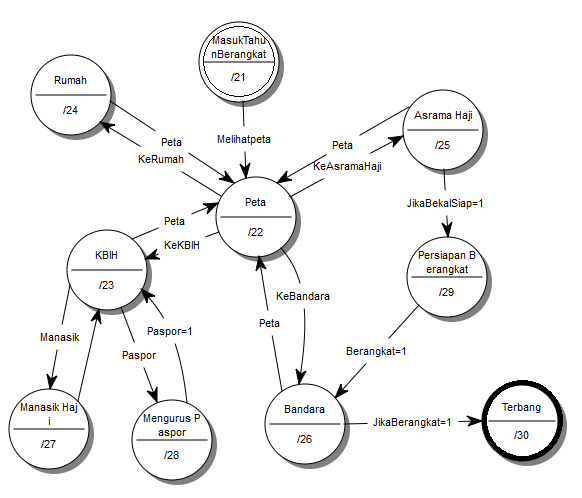 MasukTahu
nBerangkat
/21
Rumah
/24
Melihatpeta
Asrama Haji
/25
Peta
KeRumah
Peta
KeAsramaHaji
Peta
/22
JikaBekalSiap=1
Peta
KeKBIH
KBIH
/23
Persiapan B
erangkat
/29
KeBandara
Peta
Manasik
Paspor=1
Paspor
Berangkat=1
Manasik Haj
i
/27
Mengurus P
aspor
/28
Bandara
/26
JikaBerangkat=1
Terbang
/30